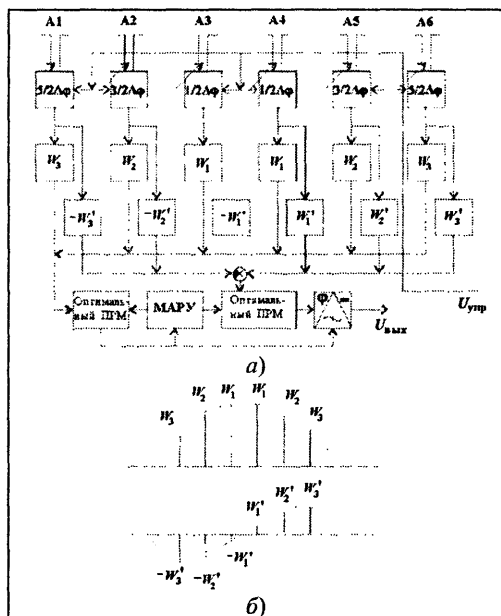 A1 A2 A3 A4 A5 A6
5/2Δφ 3/2Δφ 1/2Δφ 1/2Δφ 3/2Δφ 5/2Δφ
W₃ W₂ W₁ W₁ W₂ W₃
−W₃' −W₂' −W₁' W₁' W₂' W₃'
Оптималь-
ный ПРМ
МАРУ
Оптималь-
ный ПРМ
Uвых
Uупр
а)
W₃ W₂ W₁ W₁ W₂ W₃
W₁' W₂' W₃'
−W₃' −W₂' −W₁'
б)